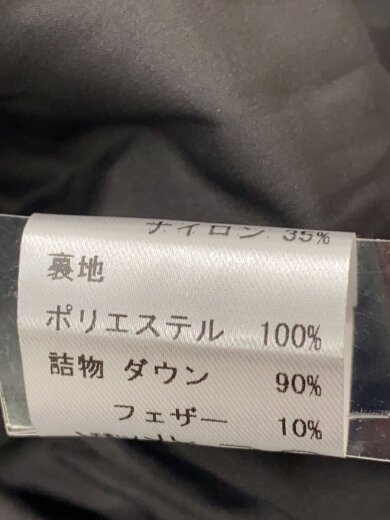 ナイロン 35%
裏地
ポリエステル 100%
詰物 ダウン 90%
フェザー 10%